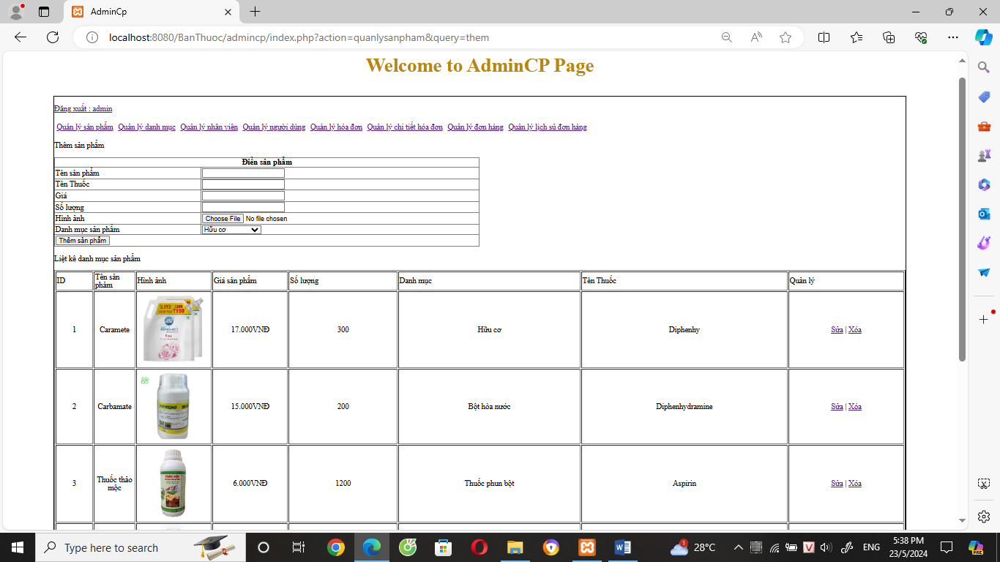 AdminCp
localhost:8080/BanThuoc/admincp/index.php?action=quanlysanpham&query=them
Welcome to AdminCP Page
Đăng xuất : admin
Quản lý sản phẩm Quản lý danh mục Quản lý nhân viên Quản lý người dùng Quản lý hóa đơn Quản lý chi tiết hóa đơn Quản lý đơn hàng Quản lý lịch sủ đơn hàng
Thêm sản phẩm
Điền sản phẩm
Tên sản phẩm
Tên Thuốc
Giá
Số lượng
Hình ảnh Choose File No file chosen
Danh mục sản phẩm Hữu cơ
Thêm sản phẩm
Liệt kê danh mục sản phẩm
ID Tên sản phảm Hình ảnh Giá sản phẩm Số lượng Danh mục Tên Thuốc Quản lý
SUPER
₹159
1 Caramete 17.000VNĐ 300 Hữu cơ Diphenhy Sửa | Xóa
2 Carbamate 15.000VNĐ 200 Bột hòa nước Diphenhydramine Sửa | Xóa
3 Thuốc thảo mộc 6.000VNĐ 1200 Thuốc phun bột Aspirin Sửa | Xóa
THẢO MỘC
Type here to search
1 28°C
V
ENG
5:38 PM
23/5/2024
PRE